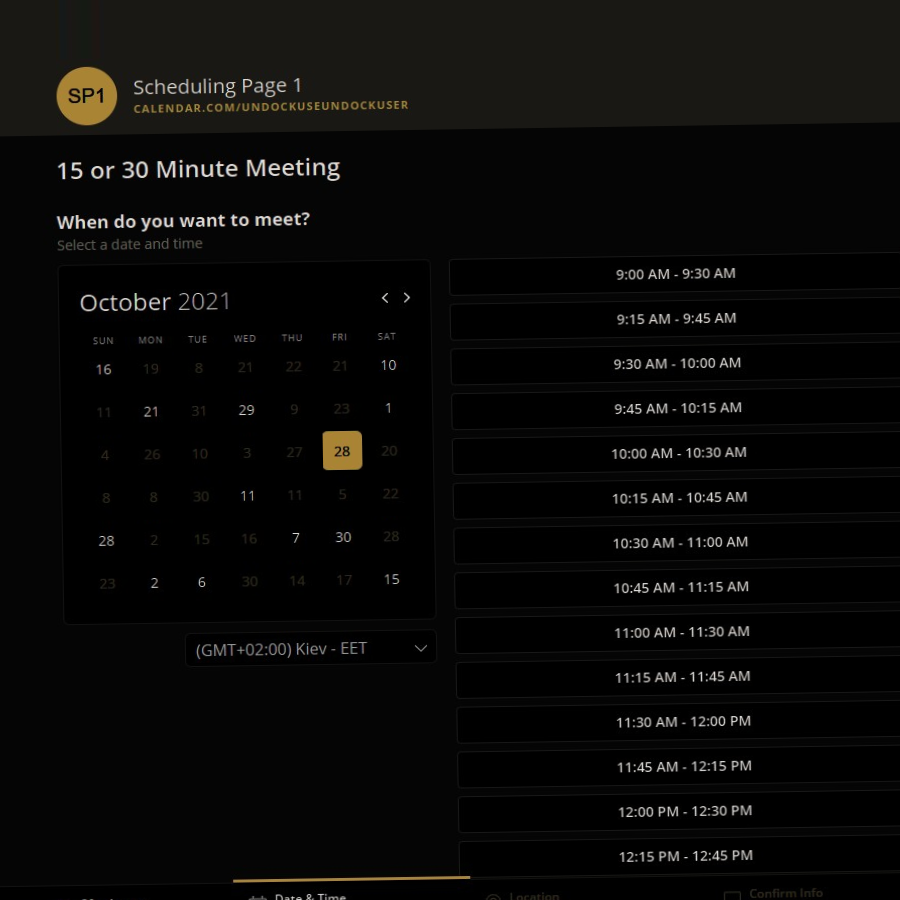 SP1
Scheduling Page 1
CALENDAR.COM/UNDOCKUSEUNDOCKUSER
15 or 30 Minute Meeting
When do you want to meet?
Select a date and time
October 2021
SUN MON TUE WED THU FRI SAT
16 19 8 21 22 21 10
11 21 31 29 9 23 1
4 26 10 3 27 28 20
8 8 30 11 11 5 22
28 2 15 16 7 30 28
23 2 6 30 14 17 15
(GMT+02:00) Kiev - EET
9:00 AM - 9:30 AM
9:15 AM - 9:45 AM
9:30 AM - 10:00 AM
9:45 AM - 10:15 AM
10:00 AM - 10:30 AM
10:15 AM - 10:45 AM
10:30 AM - 11:00 AM
10:45 AM - 11:15 AM
11:00 AM - 11:30 AM
11:15 AM - 11:45 AM
11:30 AM - 12:00 PM
11:45 AM - 12:15 PM
12:00 PM - 12:30 PM
12:15 PM - 12:45 PM
Date & Time
Location
Confirm Info